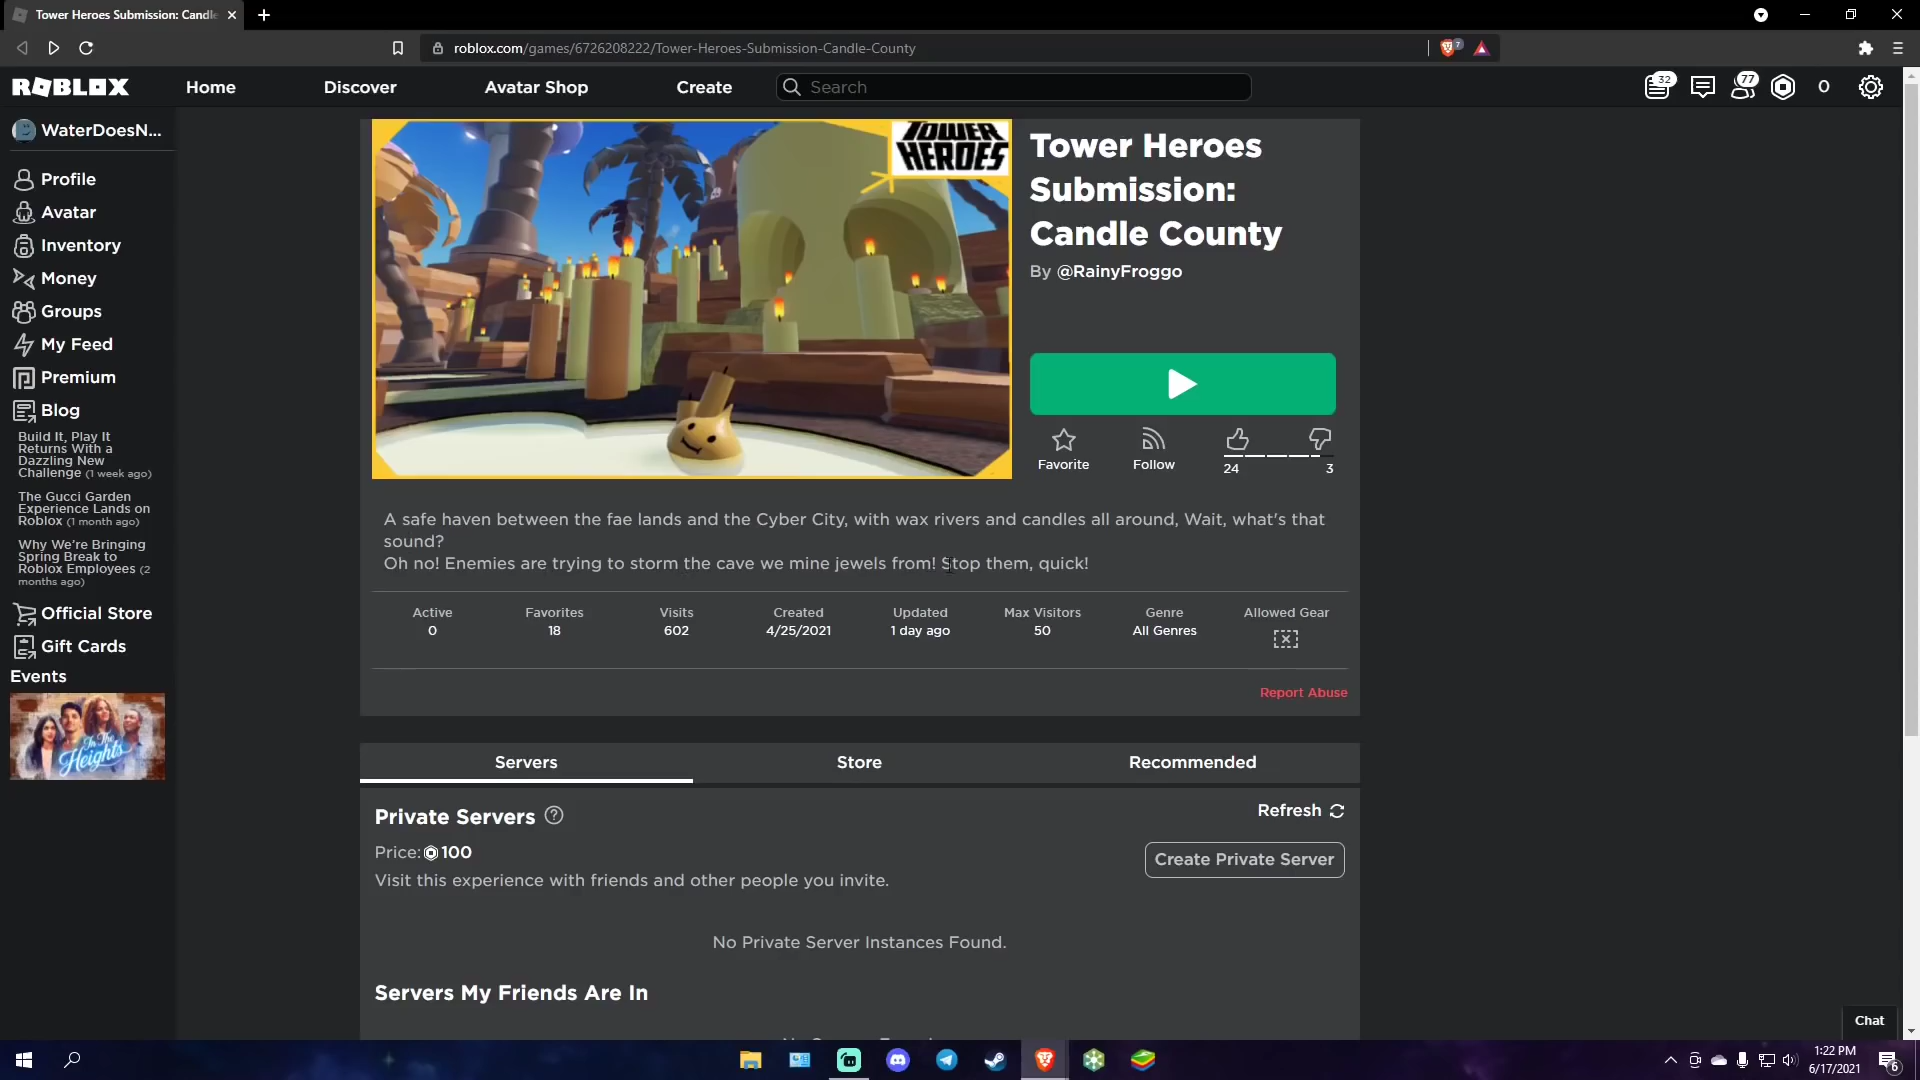 Tower Heroes Submission: Candle
roblox.com/games/6726208222/Tower-Heroes-Submission-Candle-County
7
ROBLOX
Home
Discover
Avatar Shop
Create
Search
32
77
0
WaterDoesN...
Profile
Avatar
Inventory
Money
Groups
My Feed
Premium
Blog
Build It, Play It
Returns With a
Dazzling New
Challenge (1 week ago)
The Gucci Garden
Experience Lands on
Roblox (1 month ago)
Why We're Bringing
Spring Break to
Roblox Employees (2
months ago)
Official Store
Gift Cards
Events
In The
Heights
TOWER
HEROES
Tower Heroes
Submission:
Candle County
By @RainyFroggo
Favorite
Follow
24
3
A safe haven between the fae lands and the Cyber City, with wax rivers and candles all around, Wait, what's that
sound?
Oh no! Enemies are trying to storm the cave we mine jewels from! Stop them, quick!
Active
0
Favorites
18
Visits
602
Created
4/25/2021
Updated
1 day ago
Max Visitors
50
Genre
All Genres
Allowed Gear
Report Abuse
Servers
Store
Recommended
Private Servers
Refresh
Price: 100
Create Private Server
Visit this experience with friends and other people you invite.
No Private Server Instances Found.
Servers My Friends Are In
Chat
1:22 PM
6/17/2021
6